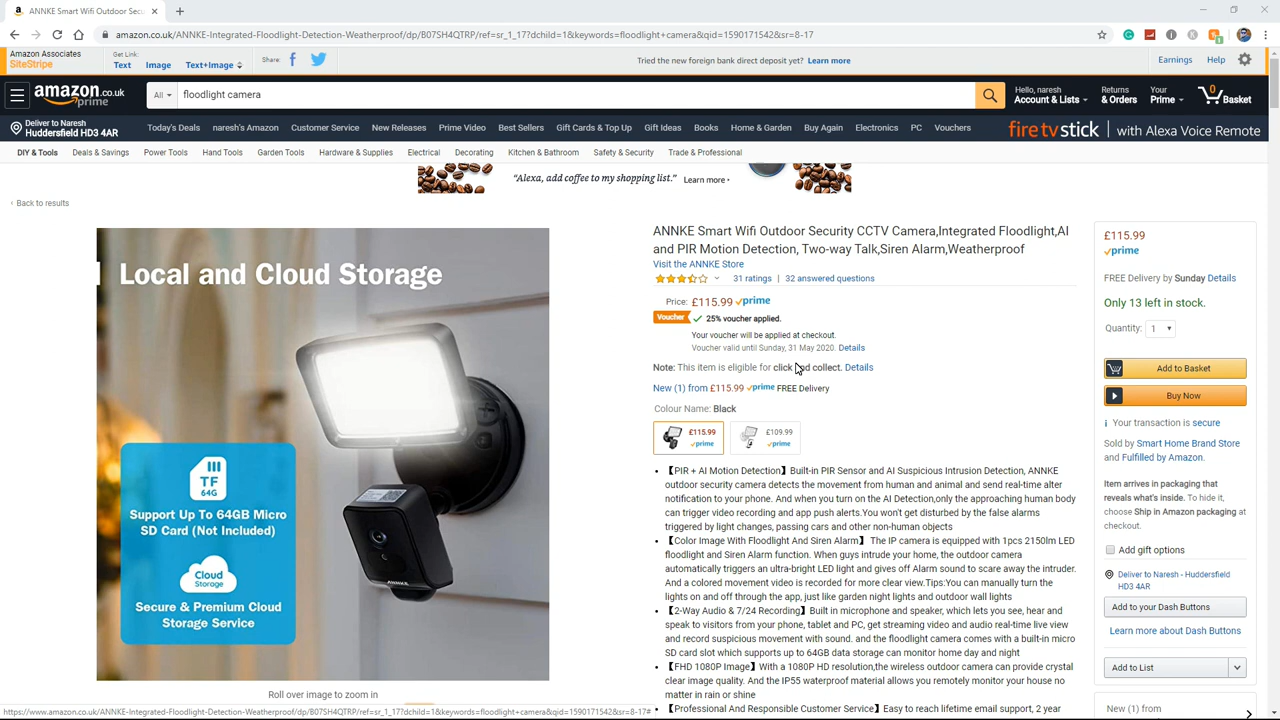 ANNKE Smart Wifi Outdoor Secu
amazon.co.uk/ANNKE-Integrated-Floodlight-Detection-Weatherproof/dp/B07SH4QTRP/ref=sr_1_17?dchild=1&keywords=floodlight+camera&qid=1590171542&sr=8-17
Amazon Associates
SiteStripe
Get Link:
Text Image Text+Image
Share:
Tried the new foreign bank direct deposit yet? Learn more
Earnings Help
amazon.co.uk
prime
All floodlight camera
Hello, naresh
Account & Lists
Returns
& Orders
Your
Prime
0
Basket
Deliver to Naresh
Huddersfield HD3 4AR
Today's Deals naresh's Amazon Customer Service New Releases Prime Video Best Sellers Gift Cards & Top Up Gift Ideas Books Home & Garden Buy Again Electronics PC Vouchers
fire tv stick | with Alexa Voice Remote
DIY & Tools Deals & Savings Power Tools Hand Tools Garden Tools Hardware & Supplies Electrical Decorating Kitchen & Bathroom Safety & Security Trade & Professional
“Alexa, add coffee to my shopping list.” Learn more ›
‹ Back to results
Local and Cloud Storage
TF
64G
Support Up To 64GB Micro
SD Card (Not Included)
Cloud
Storage
Secure & Premium Cloud
Storage Service
ANNKE
Roll over image to zoom in
ANNKE Smart Wifi Outdoor Security CCTV Camera,Integrated Floodlight,AI
and PIR Motion Detection, Two-way Talk,Siren Alarm,Weatherproof
Visit the ANNKE Store
31 ratings | 32 answered questions
Price: £115.99 prime
Voucher 25% voucher applied.
Your voucher will be applied at checkout.
Voucher valid until Sunday, 31 May 2020. Details
Note: This item is eligible for click and collect. Details
New (1) from £115.99 prime FREE Delivery
Colour Name: Black
£115.99
prime
£109.99
prime
• 【PIR + AI Motion Detection】Built-in PIR Sensor and AI Suspicious Intrusion Detection, ANNKE
outdoor security camera detects the movement from human and animal and send real-time alter
notification to your phone. And when you turn on the AI Detection,only the approaching human body
can trigger video recording and app push alerts.You won't get disturbed by the false alarms
triggered by light changes, passing cars and other non-human objects
• 【Color Image With Floodlight And Siren Alarm】 The IP camera is equipped with 1pcs 2150lm LED
floodlight and Siren Alarm function. When guys intrude your home, the outdoor camera
automatically triggers an ultra-bright LED light and gives off Alarm sound to scare away the intruder.
And a colored movement video is recorded for more clear view.Tips:You can manually turn the
lights on and off through the app, just like garden night lights and outdoor wall lights
• 【2-Way Audio & 7/24 Recording】Built in microphone and speaker, which lets you see, hear and
speak to visitors from your phone, tablet and PC, get streaming video and audio real-time live view
and record suspicious movement with sound. and the floodlight camera comes with a built-in micro
SD card slot which supports up to 64GB data storage can monitor home day and night
• 【FHD 1080P Image】With a 1080P HD resolution,the wireless outdoor camera can provide crystal
clear image quality. And the IP55 waterproof material allows you remotely monitor your house no
matter in rain or shine
• 【Professional And Responsive Customer Service】Easy to reach lifetime email support, 2 year
£115.99
prime
FREE Delivery by Sunday Details
Only 13 left in stock.
Quantity: 1
Add to Basket
Buy Now
Your transaction is secure
Sold by Smart Home Brand Store
and Fulfilled by Amazon.
Item arrives in packaging that
reveals what's inside. To hide it,
choose Ship in Amazon packaging at
checkout.
Add gift options
Deliver to Naresh - Huddersfield
HD3 4AR
Add to your Dash Buttons
Learn more about Dash Buttons
Add to List
New (1) from
https://www.amazon.co.uk/ANNKE-Integrated-Floodlight-Detection-Weatherproof/dp/B07SH4QTRP/ref=sr_1_17?dchild=1&keywords=floodlight+camera&qid=1590171542&sr=8-17#